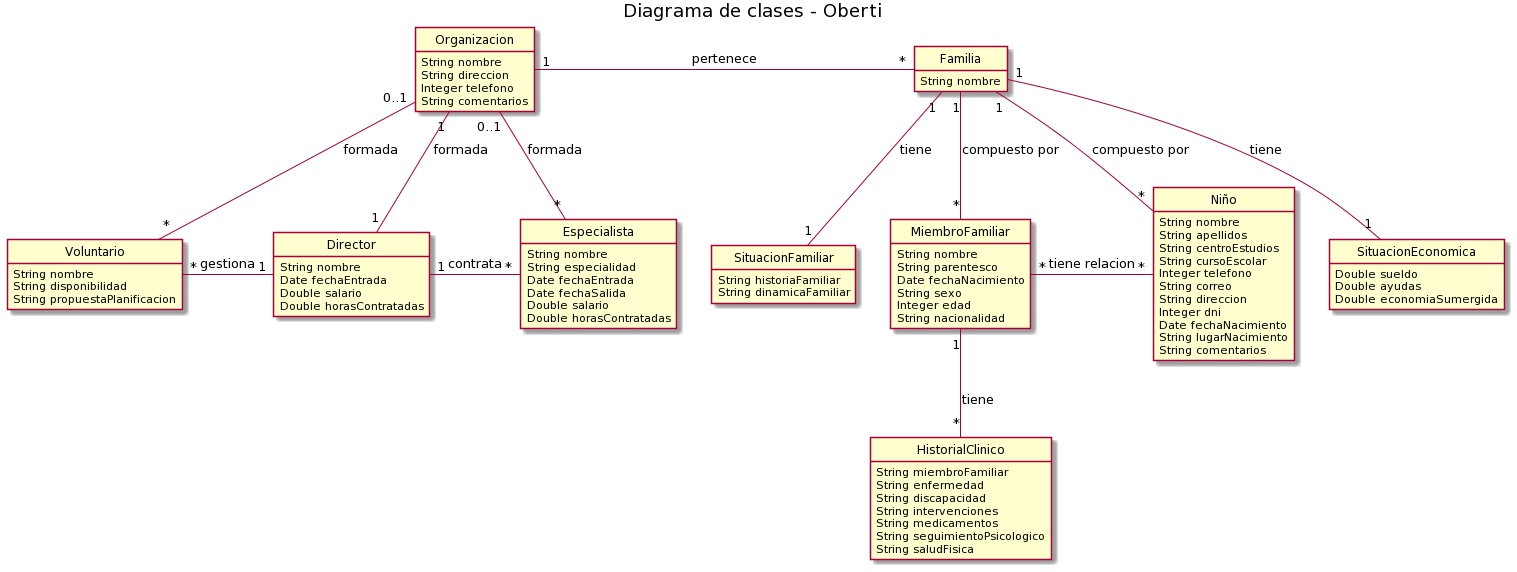 Diagrama de clases - Oberti
Organizacion
String nombre
String direccion
Integer telefono
String comentarios
1
pertenece
*
Familia
String nombre
1
0..1
1
0..1
formada
formada
formada
*
1
*
1
1
1
tiene
compuesto por
compuesto por
tiene
1
*
*
1
Voluntario
String nombre
String disponibilidad
String propuestaPlanificacion
* gestiona 1
Director
String nombre
Date fechaEntrada
Double salario
Double horasContratadas
1 contrata *
Especialista
String nombre
String especialidad
Date fechaEntrada
Date fechaSalida
Double salario
Double horasContratadas
SituacionFamiliar
String historiaFamiliar
String dinamicaFamiliar
MiembroFamiliar
String nombre
String parentesco
Date fechaNacimiento
String sexo
Integer edad
String nacionalidad
* tiene relacion *
Niño
String nombre
String apellidos
String centroEstudios
String cursoEscolar
Integer telefono
String correo
String direccion
Integer dni
Date fechaNacimiento
String lugarNacimiento
String comentarios
SituacionEconomica
Double sueldo
Double ayudas
Double economiaSumergida
1
tiene
*
HistorialClinico
String miembroFamiliar
String enfermedad
String discapacidad
String intervenciones
String medicamentos
String seguimientoPsicologico
String saludFisica